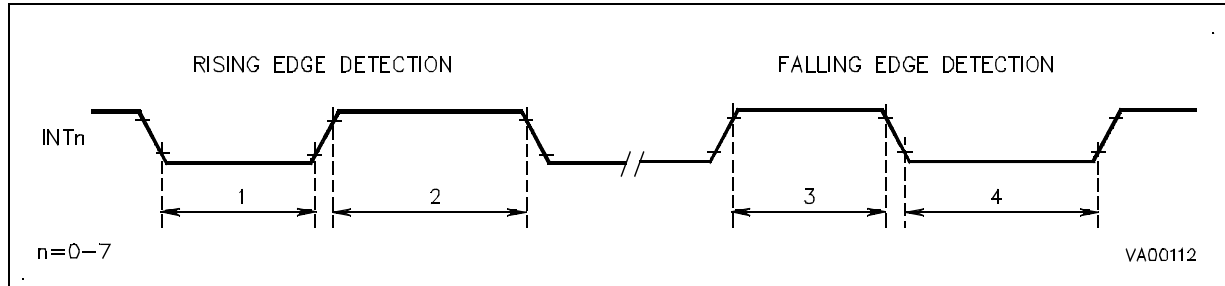 RISING EDGE DETECTION
FALLING EDGE DETECTION
INTn
1
2
3
4
n=0-7
VA00112